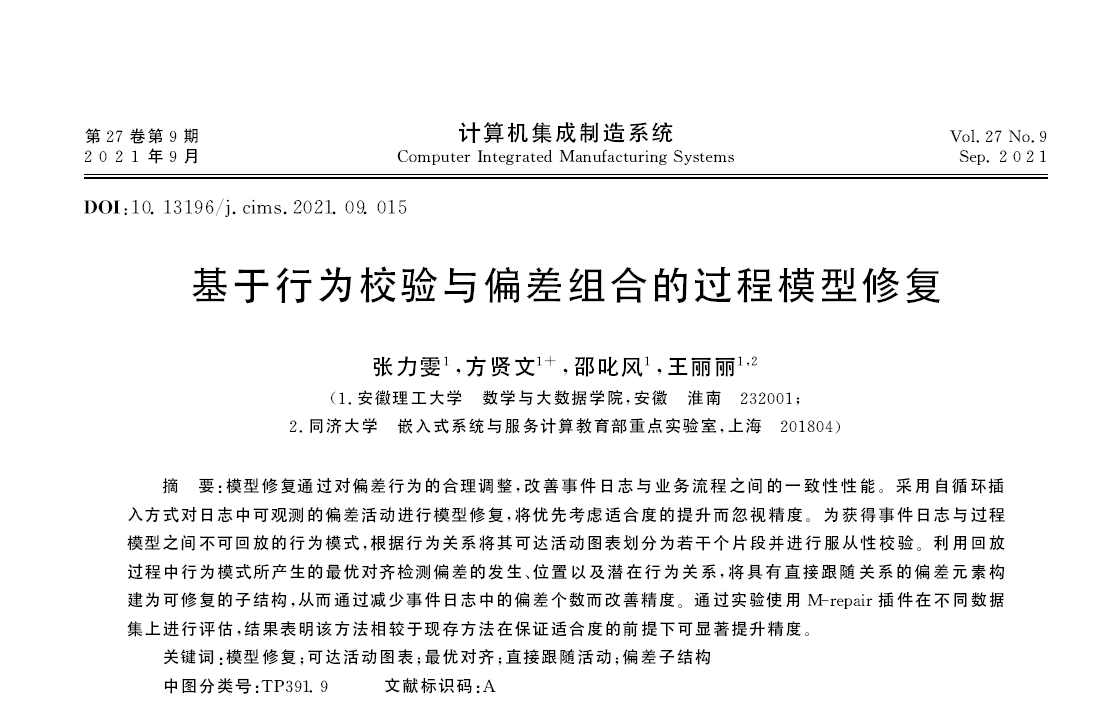 第27卷第9期
计算机集成制造系统
Vol. 27 No. 9
2021年9月
Computer Integrated Manufacturing Systems
Sep. 2021
DOI:10. 13196/j. cims. 2021. 09. 015
基于行为校验与偏差组合的过程模型修复
张力雯1,方贤文1+,邵叱风1,王丽丽1,2
(1. 安徽理工大学 数学与大数据学院,安徽 淮南 232001;
2. 同济大学 嵌入式系统与服务计算教育部重点实验室,上海 201804)
摘 要:模型修复通过对偏差行为的合理调整,改善事件日志与业务流程之间的一致性性能。采用自循环插
入方式对日志中可观测的偏差活动进行模型修复,将优先考虑适合度的提升而忽视精度。为获得事件日志与过程
模型之间不可回放的行为模式,根据行为关系将其可达活动图表划分为若干个片段并进行服从性校验。利用回放
过程中行为模式所产生的最优对齐检测偏差的发生、位置以及潜在行为关系,将具有直接跟随关系的偏差元素构
建为可修复的子结构,从而通过减少事件日志中的偏差个数而改善精度。通过实验使用 M-repair 插件在不同数据
集上进行评估,结果表明该方法相较于现存方法在保证适合度的前提下可显著提升精度。
关键词:模型修复;可达活动图表;最优对齐;直接跟随活动;偏差子结构
中图分类号:TP391. 9 文献标识码:A